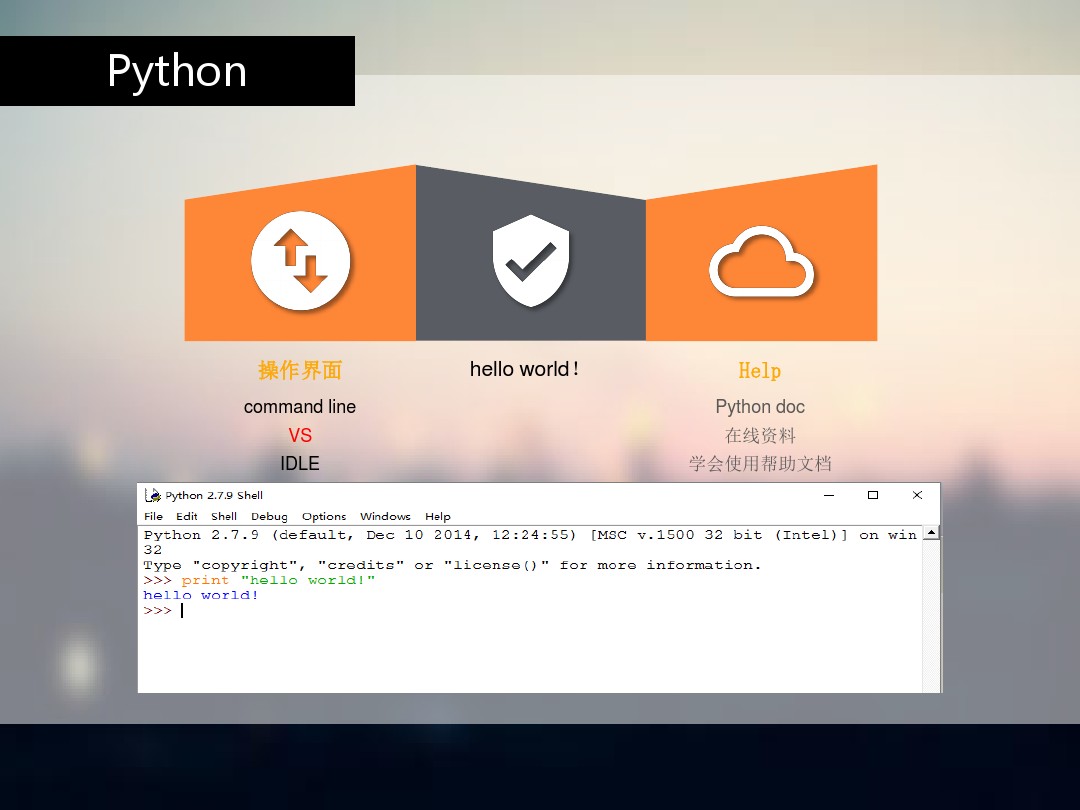 Python
操作界面
hello world！
Help
command line
VS
IDLE
Python doc
在线资料
学会使用帮助文档
Python 2.7.9 Shell
File Edit Shell Debug Options Windows Help
Python 2.7.9 (default, Dec 10 2014, 12:24:55) [MSC v.1500 32 bit (Intel)] on win
32
Type "copyright", "credits" or "license()" for more information.
>>> print "hello world!"
hello world!
>>>